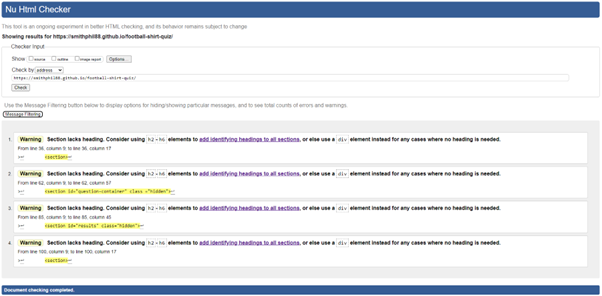 Nu Html Checker
This tool is an ongoing experiment in better HTML checking, and its behavior remains subject to change
Showing results for https://smithphil88.github.io/football-shirt-quiz/
Checker Input
Show source outline image report Options...
Check by address
https://smithphil88.github.io/football-shirt-quiz/
Check
Use the Message Filtering button below to display options for hiding/showing particular messages, and to see total counts of errors and warnings.
Message Filtering
1. Warning Section lacks heading. Consider using h2-h6 elements to add identifying headings to all sections, or else use a div element instead for any cases where no heading is needed.
From line 36, column 9; to line 36, column 17
>↩ <section>↩
2. Warning Section lacks heading. Consider using h2-h6 elements to add identifying headings to all sections, or else use a div element instead for any cases where no heading is needed.
From line 62, column 9; to line 62, column 57
>↩ <section id="question-container" class ="hidden">↩
3. Warning Section lacks heading. Consider using h2-h6 elements to add identifying headings to all sections, or else use a div element instead for any cases where no heading is needed.
From line 85, column 9; to line 85, column
>↩ <section id="results" class="hidden">↩
4. Warning Section lacks heading. Consider using h2-h6 elements to add identifying headings to all sections, or else use a div element instead for any cases where no heading is needed.
From line 100, column 9; to line 100, column 17
>↩ <section>↩
Document checking completed.